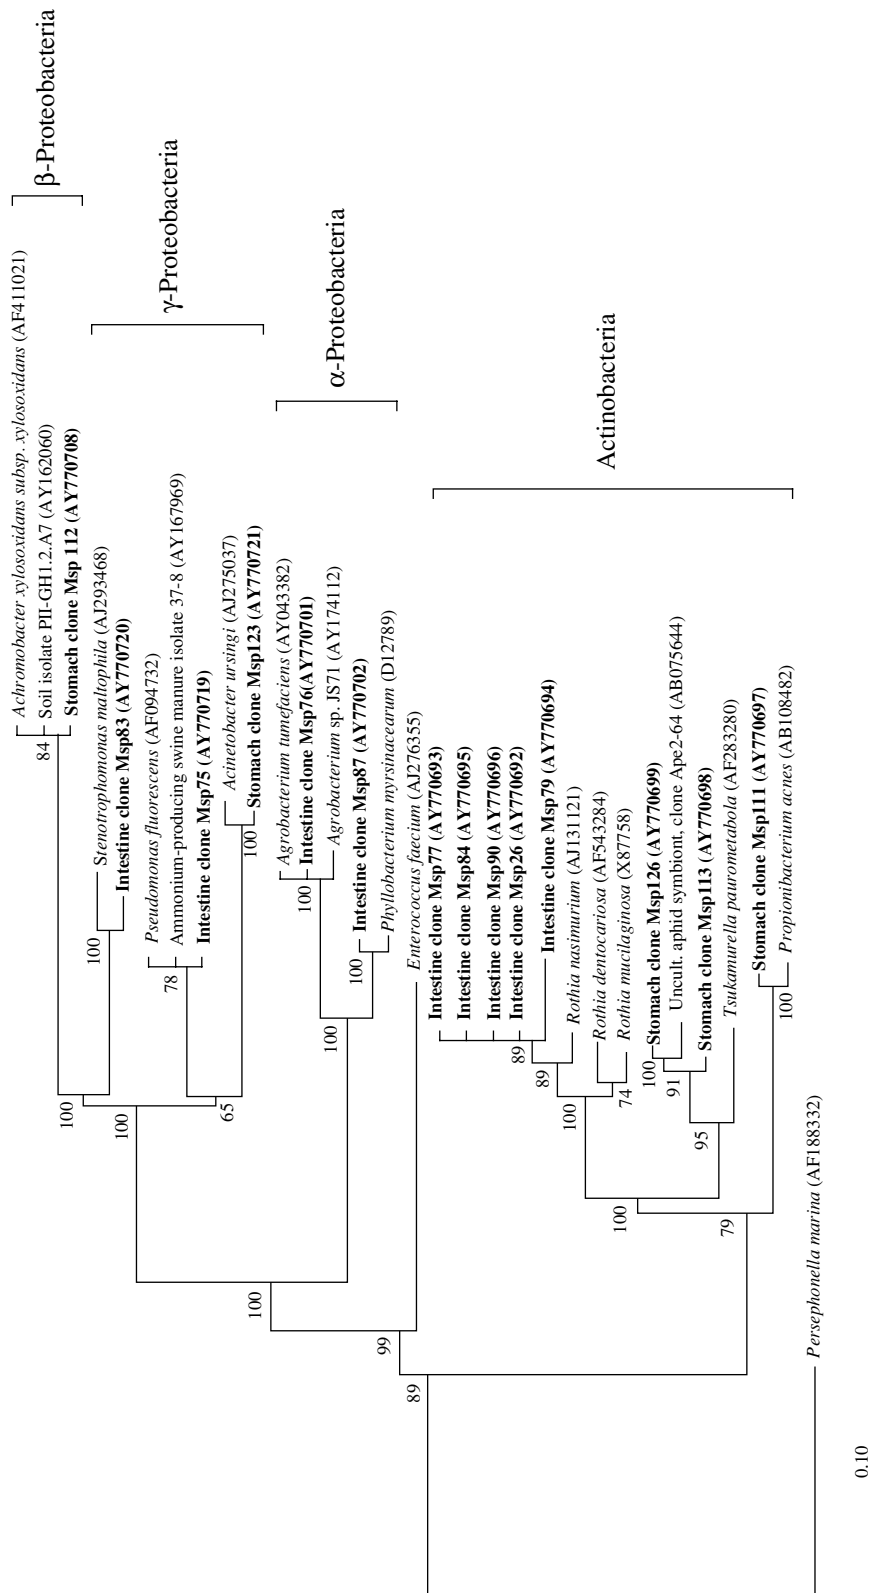 Achromobacter xylosoxidans subsp. xylosoxidans (AF411021)
Soil isolate PII-GH1.2.A7 (AY162060)
Stomach clone Msp 112 (AY770708)
84
β-Proteobacteria
Stenotrophomonas maltophila (AJ293468)
Intestine clone Msp83 (AY770720)
100
100
Pseudomonas fluorescens (AF094732)
Ammonium-producing swine manure isolate 37-8 (AY167969)
Intestine clone Msp75 (AY770719)
78
100
Acinetobacter ursingi (AJ275037)
Stomach clone Msp123 (AY770721)
100
65
γ-Proteobacteria
Agrobacterium tumefaciens (AY043382)
Intestine clone Msp76(AY770701)
Agrobacterium sp. JS71 (AY174112)
100
Intestine clone Msp87 (AY770702)
Phyllobacterium myrsinacearum (D12789)
100
100
100
α-Proteobacteria
Enterococcus faecium (AJ276355)
99
89
Intestine clone Msp77 (AY770693)
Intestine clone Msp84 (AY770695)
Intestine clone Msp90 (AY770696)
Intestine clone Msp26 (AY770692)
Intestine clone Msp79 (AY770694)
89
Rothia nasimurium (AJ131121)
89
Rothia dentocariosa (AF543284)
Rothia mucilaginosa (X87758)
74
100
Stomach clone Msp126 (AY770699)
Uncult. aphid symbiont, clone Ape2-64 (AB075644)
100
Stomach clone Msp113 (AY770698)
91
Tsukamurella paurometabola (AF283280)
95
100
Stomach clone Msp111 (AY770697)
Propionibacterium acnes (AB108482)
100
79
Actinobacteria
Persephonella marina (AF188332)
0.10